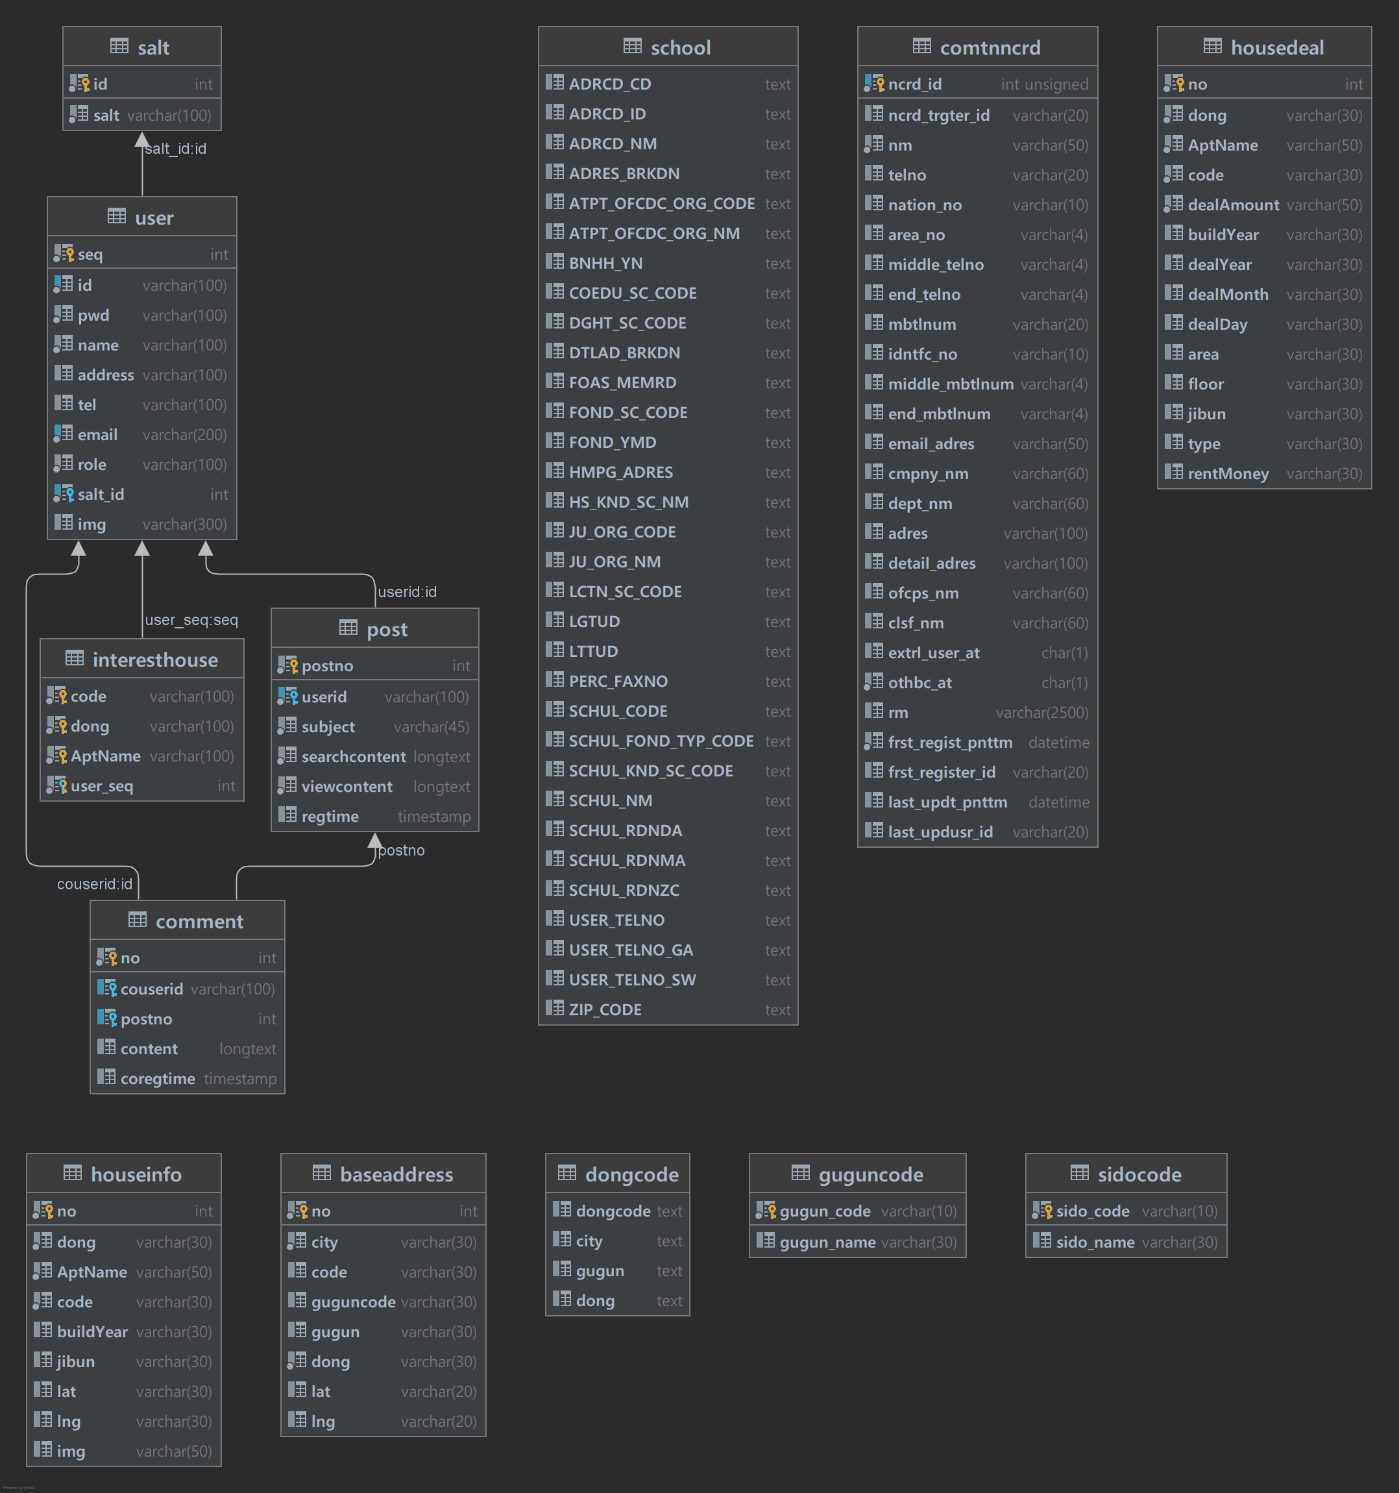 salt
id int
salt varchar(100)
salt_id:id
user
seq int
id varchar(100)
pwd varchar(100)
name varchar(100)
address varchar(100)
tel varchar(100)
email varchar(200)
role varchar(100)
salt_id int
img varchar(300)
userid:id
user_seq:seq
interesthouse
code varchar(100)
dong varchar(100)
AptName varchar(100)
user_seq int
post
postno int
userid varchar(100)
subject varchar(45)
searchcontent longtext
viewcontent longtext
regtime timestamp
postno
couserid:id
comment
no int
couserid varchar(100)
postno int
content longtext
coregtime timestamp
school
ADRCD_CD text
ADRCD_ID text
ADRCD_NM text
ADRES_BRKDN text
ATPT_OFCDC_ORG_CODE text
ATPT_OFCDC_ORG_NM text
BNHH_YN text
COEDU_SC_CODE text
DGHT_SC_CODE text
DTLAD_BRKDN text
FOAS_MEMRD text
FOND_SC_CODE text
FOND_YMD text
HMPG_ADRES text
HS_KND_SC_NM text
JU_ORG_CODE text
JU_ORG_NM text
LCTN_SC_CODE text
LGTUD text
LTTUD text
PERC_FAXNO text
SCHUL_CODE text
SCHUL_FOND_TYP_CODE text
SCHUL_KND_SC_CODE text
SCHUL_NM text
SCHUL_RDNDA text
SCHUL_RDNMA text
SCHUL_RDNZC text
USER_TELNO text
USER_TELNO_GA text
USER_TELNO_SW text
ZIP_CODE text
comtnncrd
ncrd_id int unsigned
ncrd_trgter_id varchar(20)
nm varchar(50)
telno varchar(20)
nation_no varchar(10)
area_no varchar(4)
middle_telno varchar(4)
end_telno varchar(4)
mbtlnum varchar(20)
idntfc_no varchar(10)
middle_mbtlnum varchar(4)
end_mbtlnum varchar(4)
email_adres varchar(50)
cmpny_nm varchar(60)
dept_nm varchar(60)
adres varchar(100)
detail_adres varchar(100)
ofcps_nm varchar(60)
clsf_nm varchar(60)
extrl_user_at char(1)
othbc_at char(1)
rm varchar(2500)
frst_regist_pnttm datetime
frst_register_id varchar(20)
last_updt_pnttm datetime
last_updusr_id varchar(20)
housedeal
no int
dong varchar(30)
AptName varchar(50)
code varchar(30)
dealAmount varchar(50)
buildYear varchar(30)
dealYear varchar(30)
dealMonth varchar(30)
dealDay varchar(30)
area varchar(30)
floor varchar(30)
jibun varchar(30)
type varchar(30)
rentMoney varchar(30)
houseinfo
no int
dong varchar(30)
AptName varchar(50)
code varchar(30)
buildYear varchar(30)
jibun varchar(30)
lat varchar(30)
lng varchar(30)
img varchar(50)
baseaddress
no int
city varchar(30)
code varchar(30)
guguncode varchar(30)
gugun varchar(30)
dong varchar(30)
lat varchar(20)
lng varchar(20)
dongcode
dongcode text
city text
gugun text
dong text
guguncode
gugun_code varchar(10)
gugun_name varchar(30)
sidocode
sido_code varchar(10)
sido_name varchar(30)